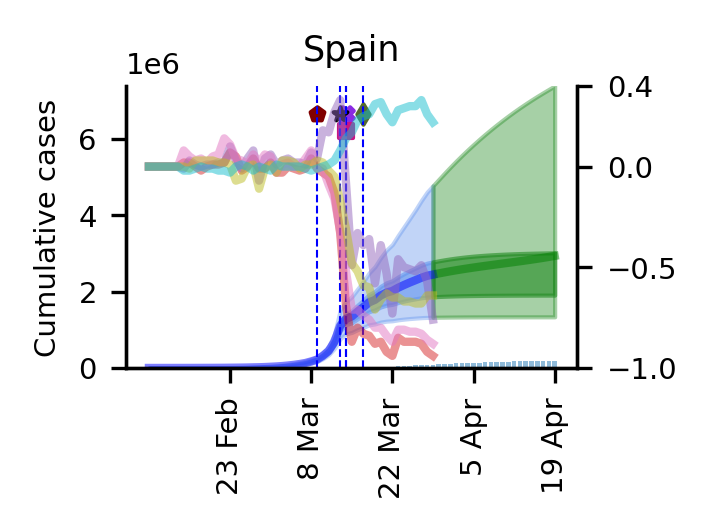 Spain
1e6
Cumulative cases
6
4
2
0
0.4
0.0
−0.5
−1.0
23 Feb
8 Mar
22 Mar
5 Apr
19 Apr